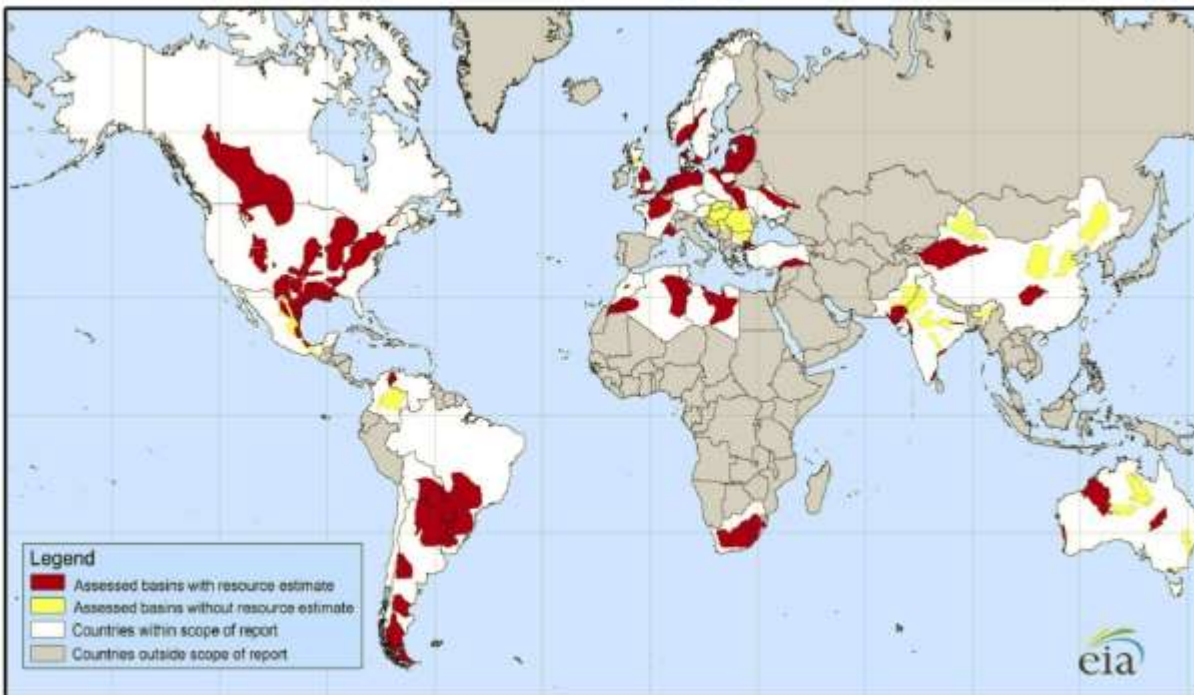 Legend
Assessed basins with resource estimate
Assessed basins without resource estimate
Countries within scope of report
Countries outside scope of report
eia